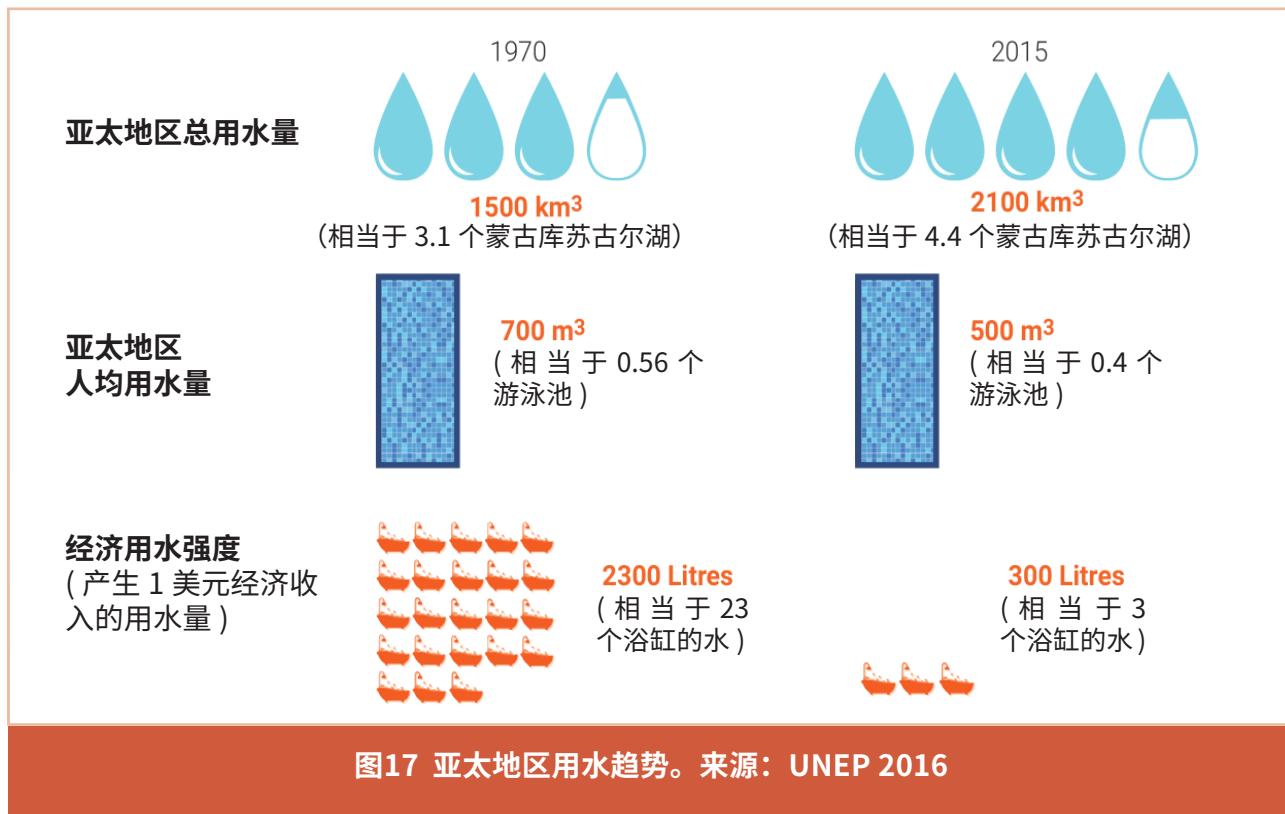 1970
2015
亚太地区总用水量
1500 km³
（相当于 3.1 个蒙古库苏古尔湖）
2100 km³
（相当于 4.4 个蒙古库苏古尔湖）
亚太地区
人均用水量
700 m³
( 相 当 于 0.56 个
游泳池 )
500 m³
( 相 当 于 0.4 个
游泳池 )
经济用水强度
( 产生 1 美元经济收
入的用水量 )
2300 Litres
( 相 当 于 23
个浴缸的水 )
300 Litres
( 相 当 于 3
个浴缸的水 )
图17 亚太地区用水趋势。来源：UNEP 2016